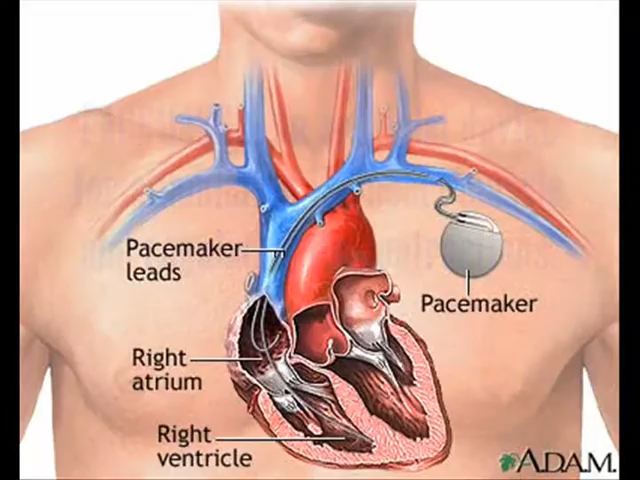 Pacemaker
leads
Pacemaker
Right
atrium
Right
ventricle
A.D.A.M.